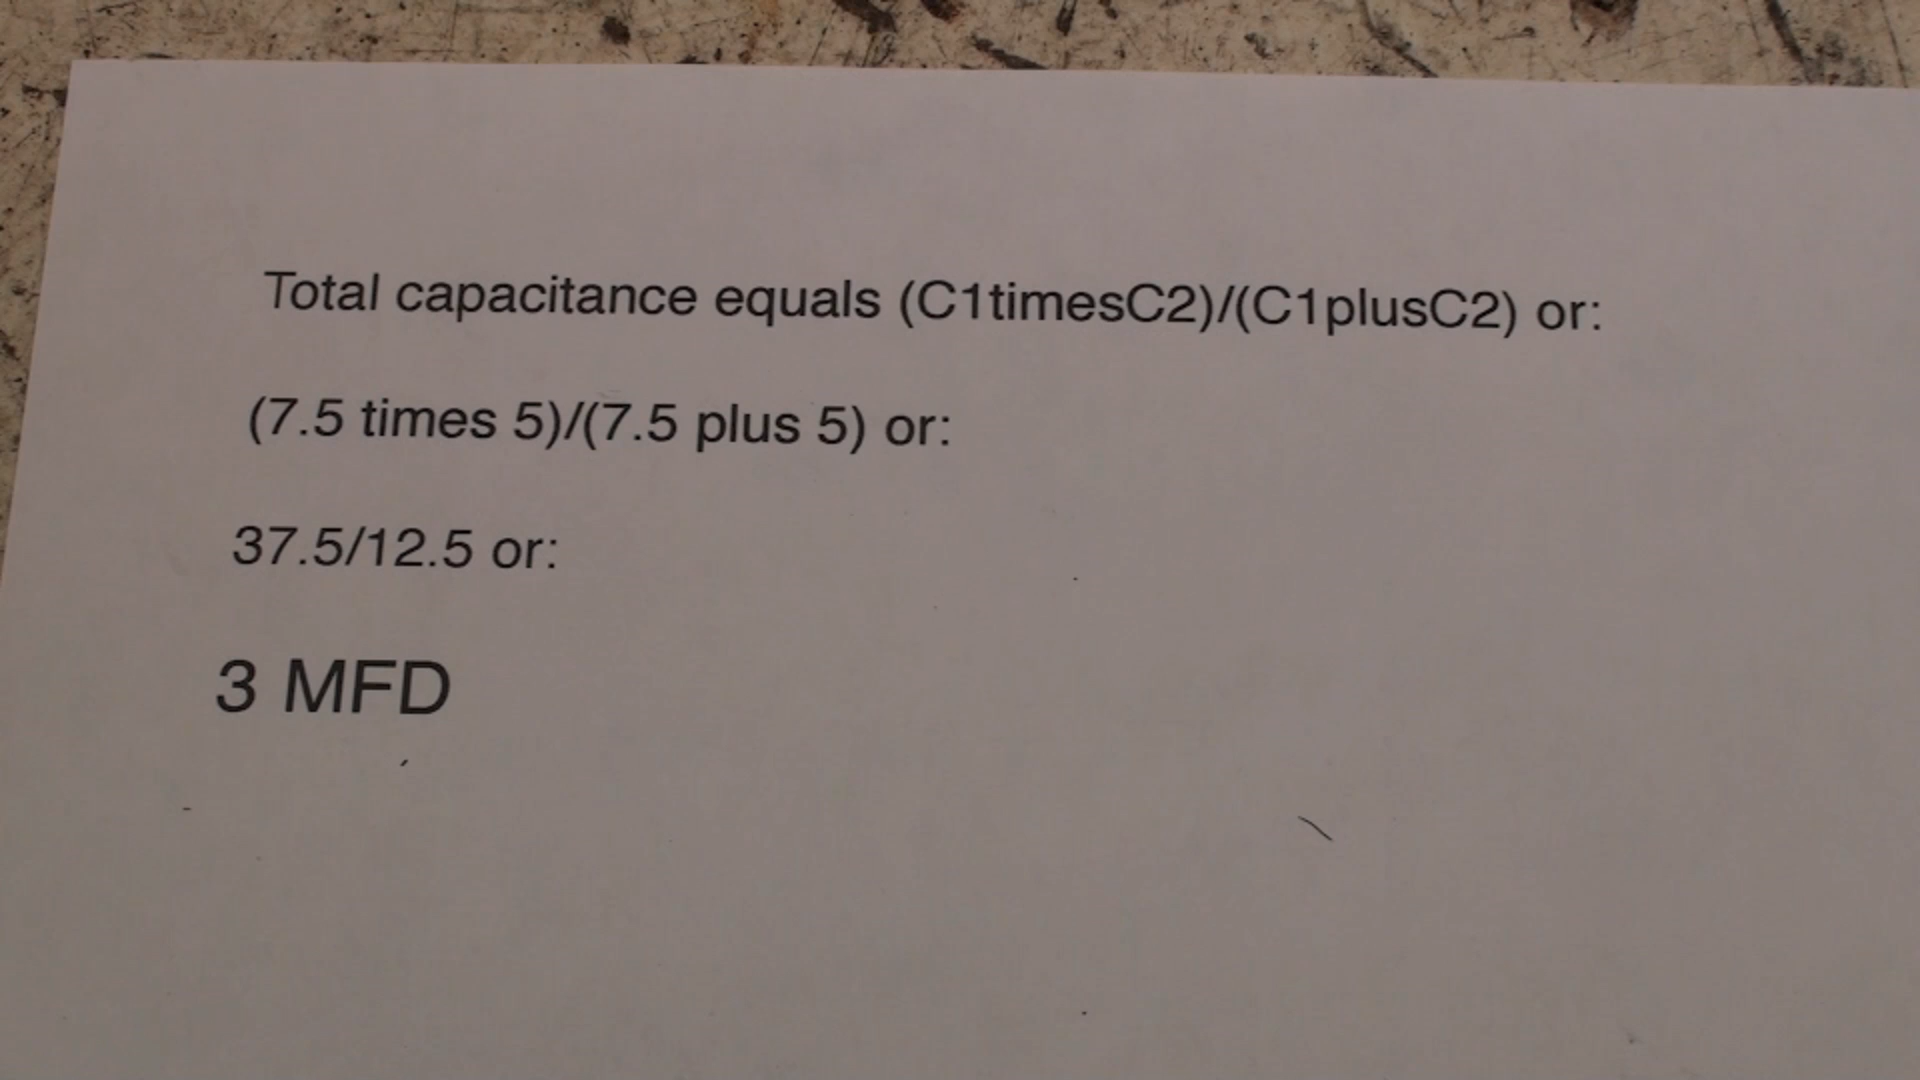 Total capacitance equals (C1timesC2)/(C1plusC2) or:
(7.5 times 5)/(7.5 plus 5) or:
37.5/12.5 or:
3 MFD